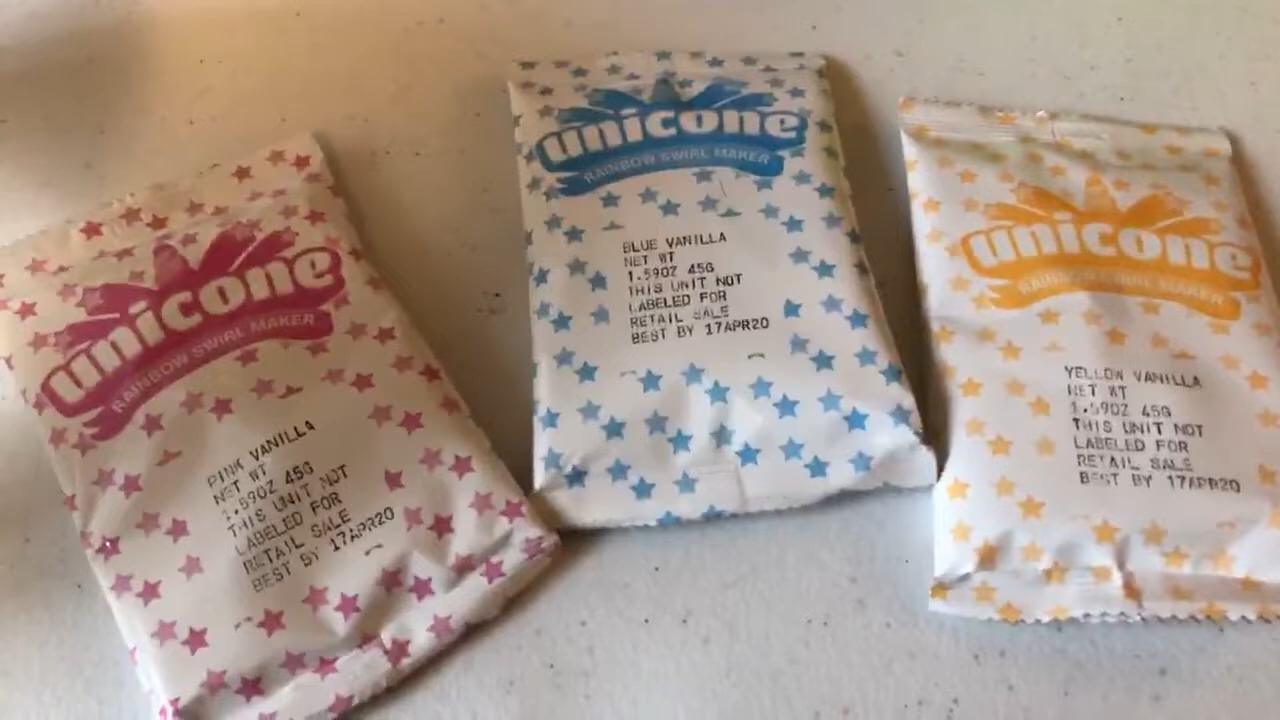 unicone
RAINBOW SWIRL MAKER
PINK VANILLA
NET WT
1.59OZ 45G
THIS UNIT NOT
LABELED FOR
RETAIL SALE
BEST BY 17APR20
unicone
RAINBOW SWIRL MAKER
BLUE VANILLA
NET WT
1.59OZ 45G
THIS UNIT NOT
LABELED FOR
RETAIL SALE
BEST BY 17APR20
unicone
RAINBOW SWIRL MAKER
YELLOW VANILLA
NET WT
1.59OZ 45G
THIS UNIT NOT
LABELED FOR
RETAIL SALE
BEST BY 17APR20